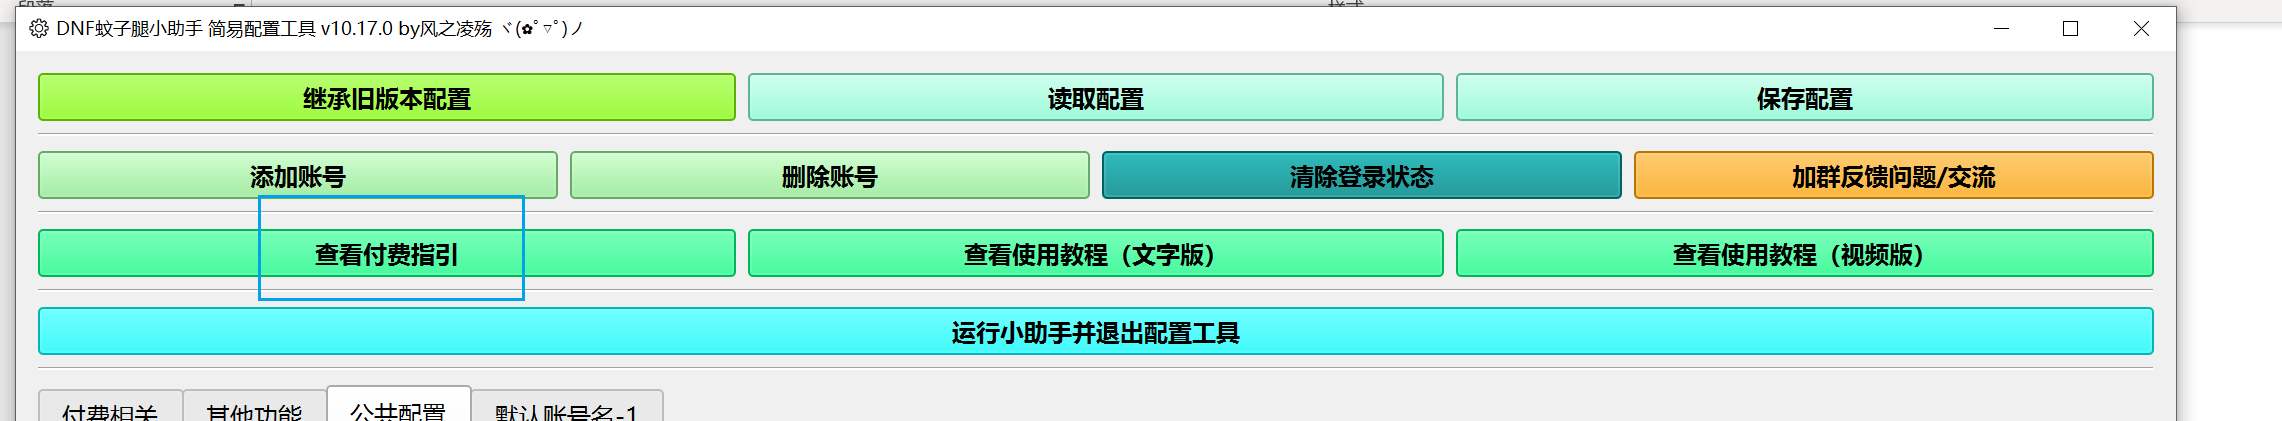 DNF蚊子腿小助手 简易配置工具 v10.17.0 by风之凌殇 ヾ(✿ﾟ▽ﾟ)ノ
继承旧版本配置 读取配置 保存配置
添加账号 删除账号 清除登录状态 加群反馈问题/交流
查看付费指引 查看使用教程（文字版） 查看使用教程（视频版）
运行小助手并退出配置工具
付费相关 其他功能 公共配置 默认账号名-1